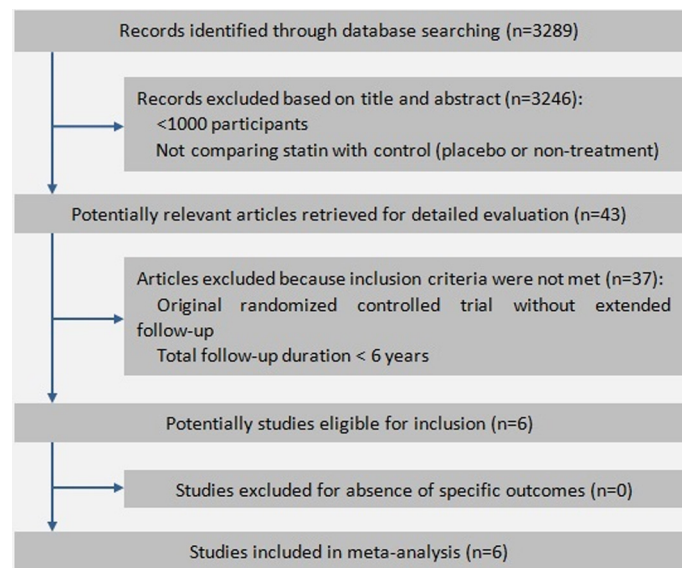 Records identified through database searching (n=3289)
Records excluded based on title and abstract (n=3246):
<1000 participants
Not comparing statin with control (placebo or non-treatment)
Potentially relevant articles retrieved for detailed evaluation (n=43)
Articles excluded because inclusion criteria were not met (n=37):
Original randomized controlled trial without extended
follow-up
Total follow-up duration < 6 years
Potentially studies eligible for inclusion (n=6)
Studies excluded for absence of specific outcomes (n=0)
Studies included in meta-analysis (n=6)